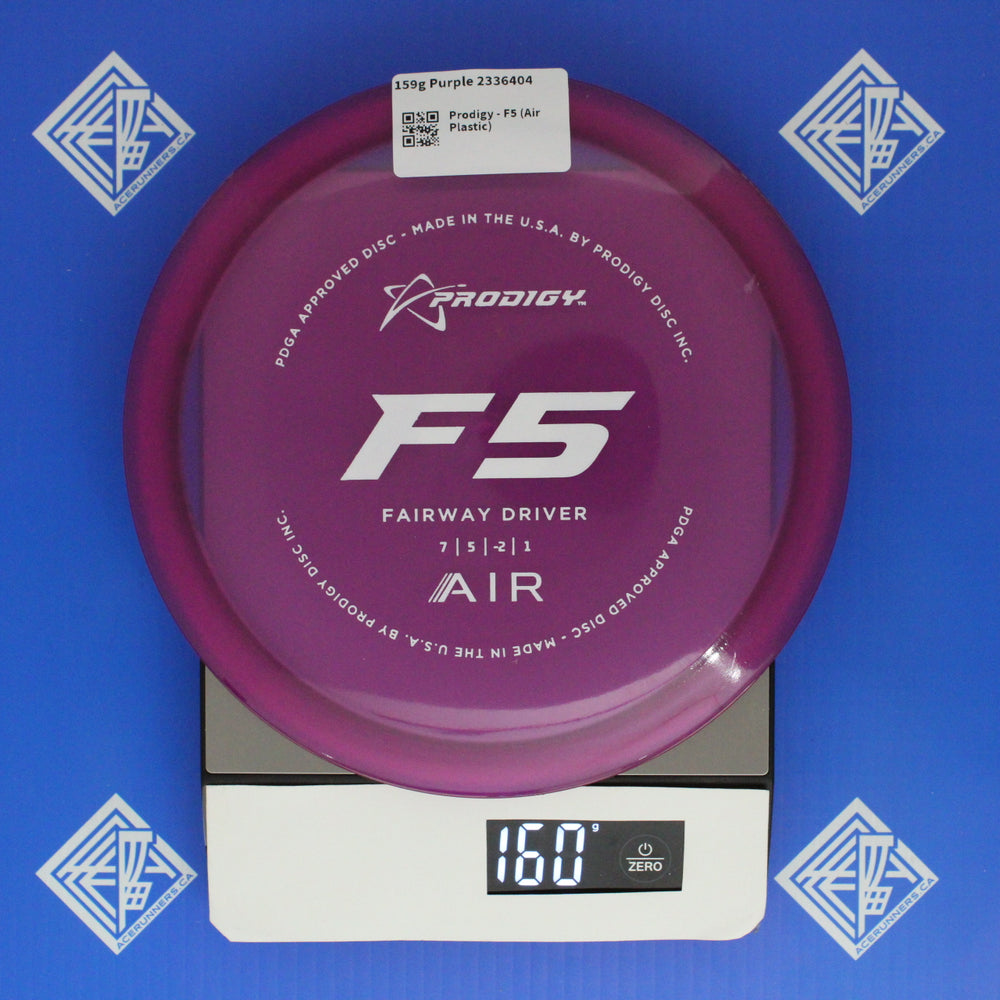 159g Purple 2336404
Prodigy - F5 (Air
Plastic)
PDGA APPROVED DISC - MADE IN THE U.S.A. BY PRODIGY DISC INC.
PRODIGY™
F5
FAIRWAY DRIVER
7 | 5 | -2 | 1
AIR
PDGA APPROVED DISC - MADE IN THE U.S.A. BY PRODIGY DISC INC.
160 g
ZERO
ACERUNNERS.CA
ACERUNNERS.CA
ACERUNNERS.CA
ACERUNNERS.CA